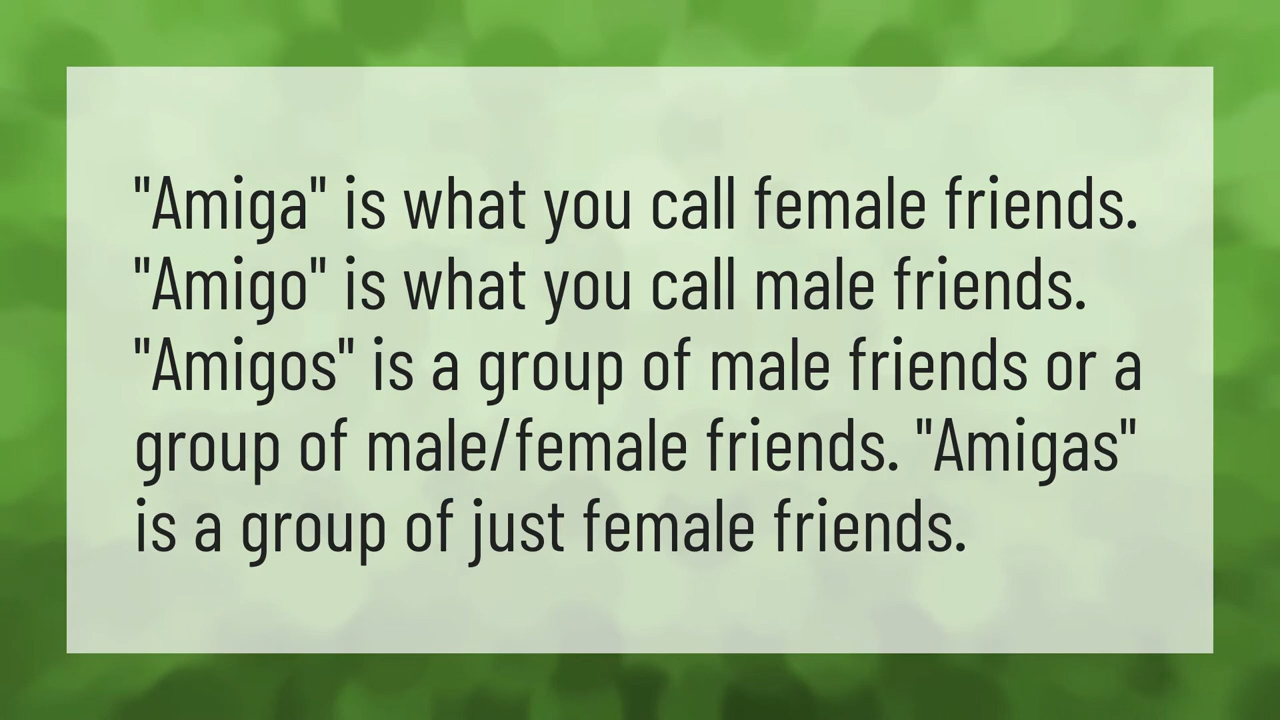 "Amiga" is what you call female friends.
"Amigo" is what you call male friends.
"Amigos" is a group of male friends or a
group of male/female friends. "Amigas"
is a group of just female friends.